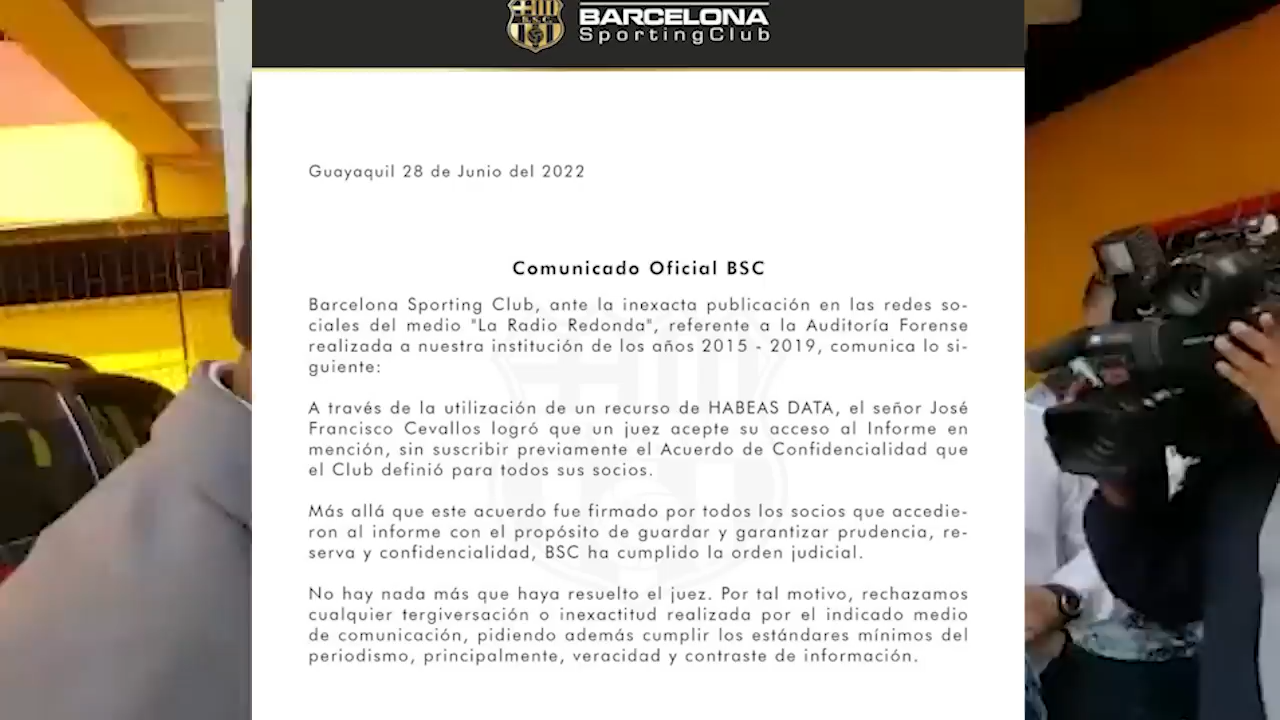 BARCELONA
SportingClub
Guayaquil 28 de Junio del 2022
Comunicado Oficial BSC
Barcelona Sporting Club, ante la inexacta publicación en las redes so-
ciales del medio "La Radio Redonda", referente a la Auditoría Forense
realizada a nuestra institución de los años 2015 - 2019, comunica lo si-
guiente:
A través de la utilización de un recurso de HABEAS DATA, el señor José
Francisco Cevallos logró que un juez acepte su acceso al Informe en
mención, sin suscribir previamente el Acuerdo de Confidencialidad que
el Club definió para todos sus socios.
Más allá que este acuerdo fue firmado por todos los socios que accedie-
ron al informe con el propósito de guardar y garantizar prudencia, re-
serva y confidencialidad, BSC ha cumplido la orden judicial.
No hay nada más que haya resuelto el juez. Por tal motivo, rechazamos
cualquier tergiversación o inexactitud realizada por el indicado medio
de comunicación, pidiendo además cumplir los estándares mínimos del
periodismo, principalmente, veracidad y contraste de información.